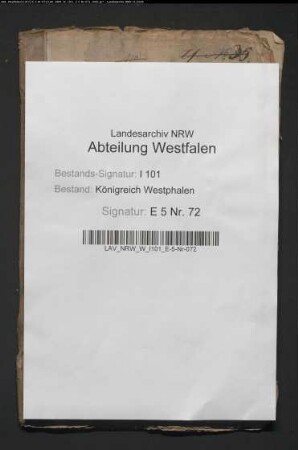 Landesarchiv NRW
Abteilung Westfalen
Bestands-Signatur: I 101
Bestand: Königreich Westphalen
Signatur: E 5 Nr. 72
LAV_NRW_W_I101_E-5-Nr-072